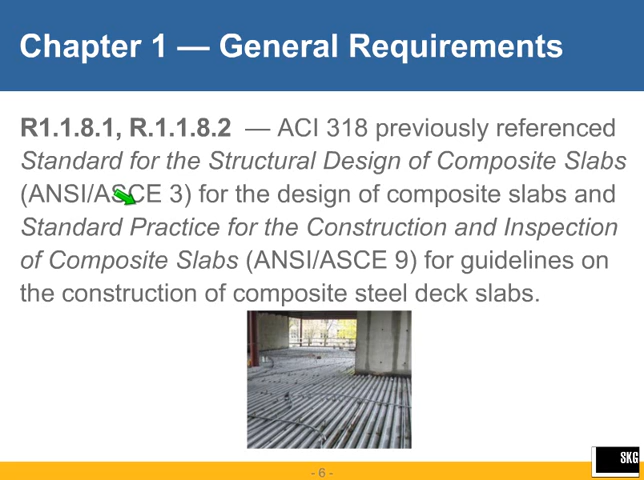 Chapter 1 — General Requirements
R1.1.8.1, R.1.1.8.2 — ACI 318 previously referenced
Standard for the Structural Design of Composite Slabs
(ANSI/ASCE 3) for the design of composite slabs and
Standard Practice for the Construction and Inspection
of Composite Slabs (ANSI/ASCE 9) for guidelines on
the construction of composite steel deck slabs.
SKG
- 6 -